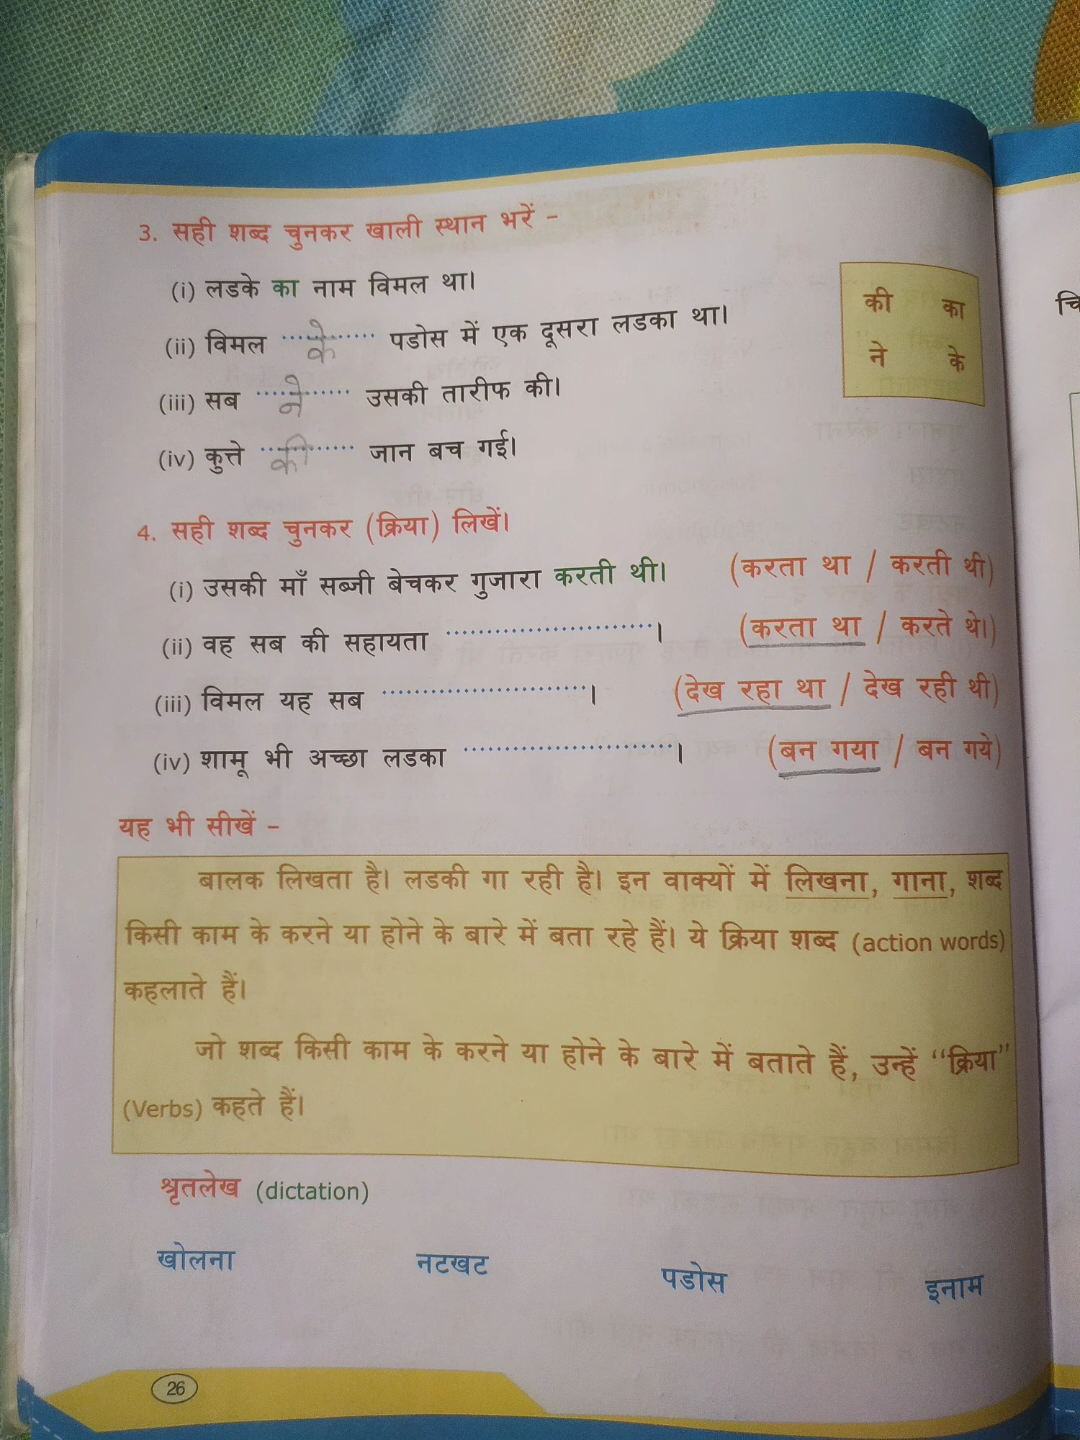 3. सही शब्द चुनकर खाली स्थान भरें -
(i) लडके का नाम विमल था।
(ii) विमल के पडोस में एक दूसरा लडका था।
(iii) सब ने उसकी तारीफ की।
(iv) कुत्ते की जान बच गई।
की का
ने के
4. सही शब्द चुनकर (क्रिया) लिखें।
(i) उसकी माँ सब्जी बेचकर गुजारा करती थी। (करता था / करती थी)
(ii) वह सब की सहायता ..........................। (करता था / करते थे।)
(iii) विमल यह सब ..........................। (देख रहा था / देख रही थी)
(iv) शामू भी अच्छा लडका ..........................। (बन गया / बन गये)
यह भी सीखें -
बालक लिखता है। लडकी गा रही है। इन वाक्यों में लिखना, गाना, शब्द
किसी काम के करने या होने के बारे में बता रहे हैं। ये क्रिया शब्द (action words)
कहलाते हैं।
जो शब्द किसी काम के करने या होने के बारे में बताते हैं, उन्हें "क्रिया"
(Verbs) कहते हैं।
श्रृतलेख (dictation)
खोलना नटखट पडोस इनाम
26
चि